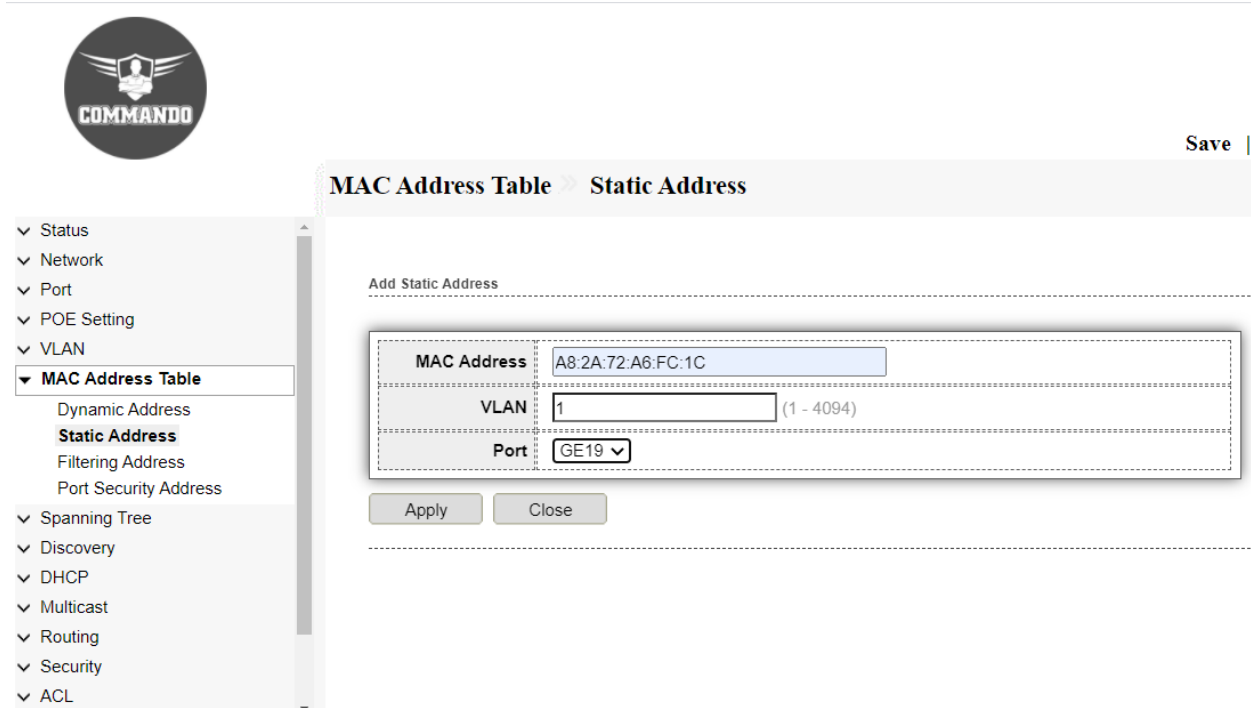 COMMANDO
Save |
MAC Address Table » Static Address
Status
Network
Port
POE Setting
VLAN
MAC Address Table
Dynamic Address
Static Address
Filtering Address
Port Security Address
Spanning Tree
Discovery
DHCP
Multicast
Routing
Security
ACL
Add Static Address
MAC Address A8:2A:72:A6:FC:1C
VLAN 1 (1 - 4094)
Port GE19
Apply Close